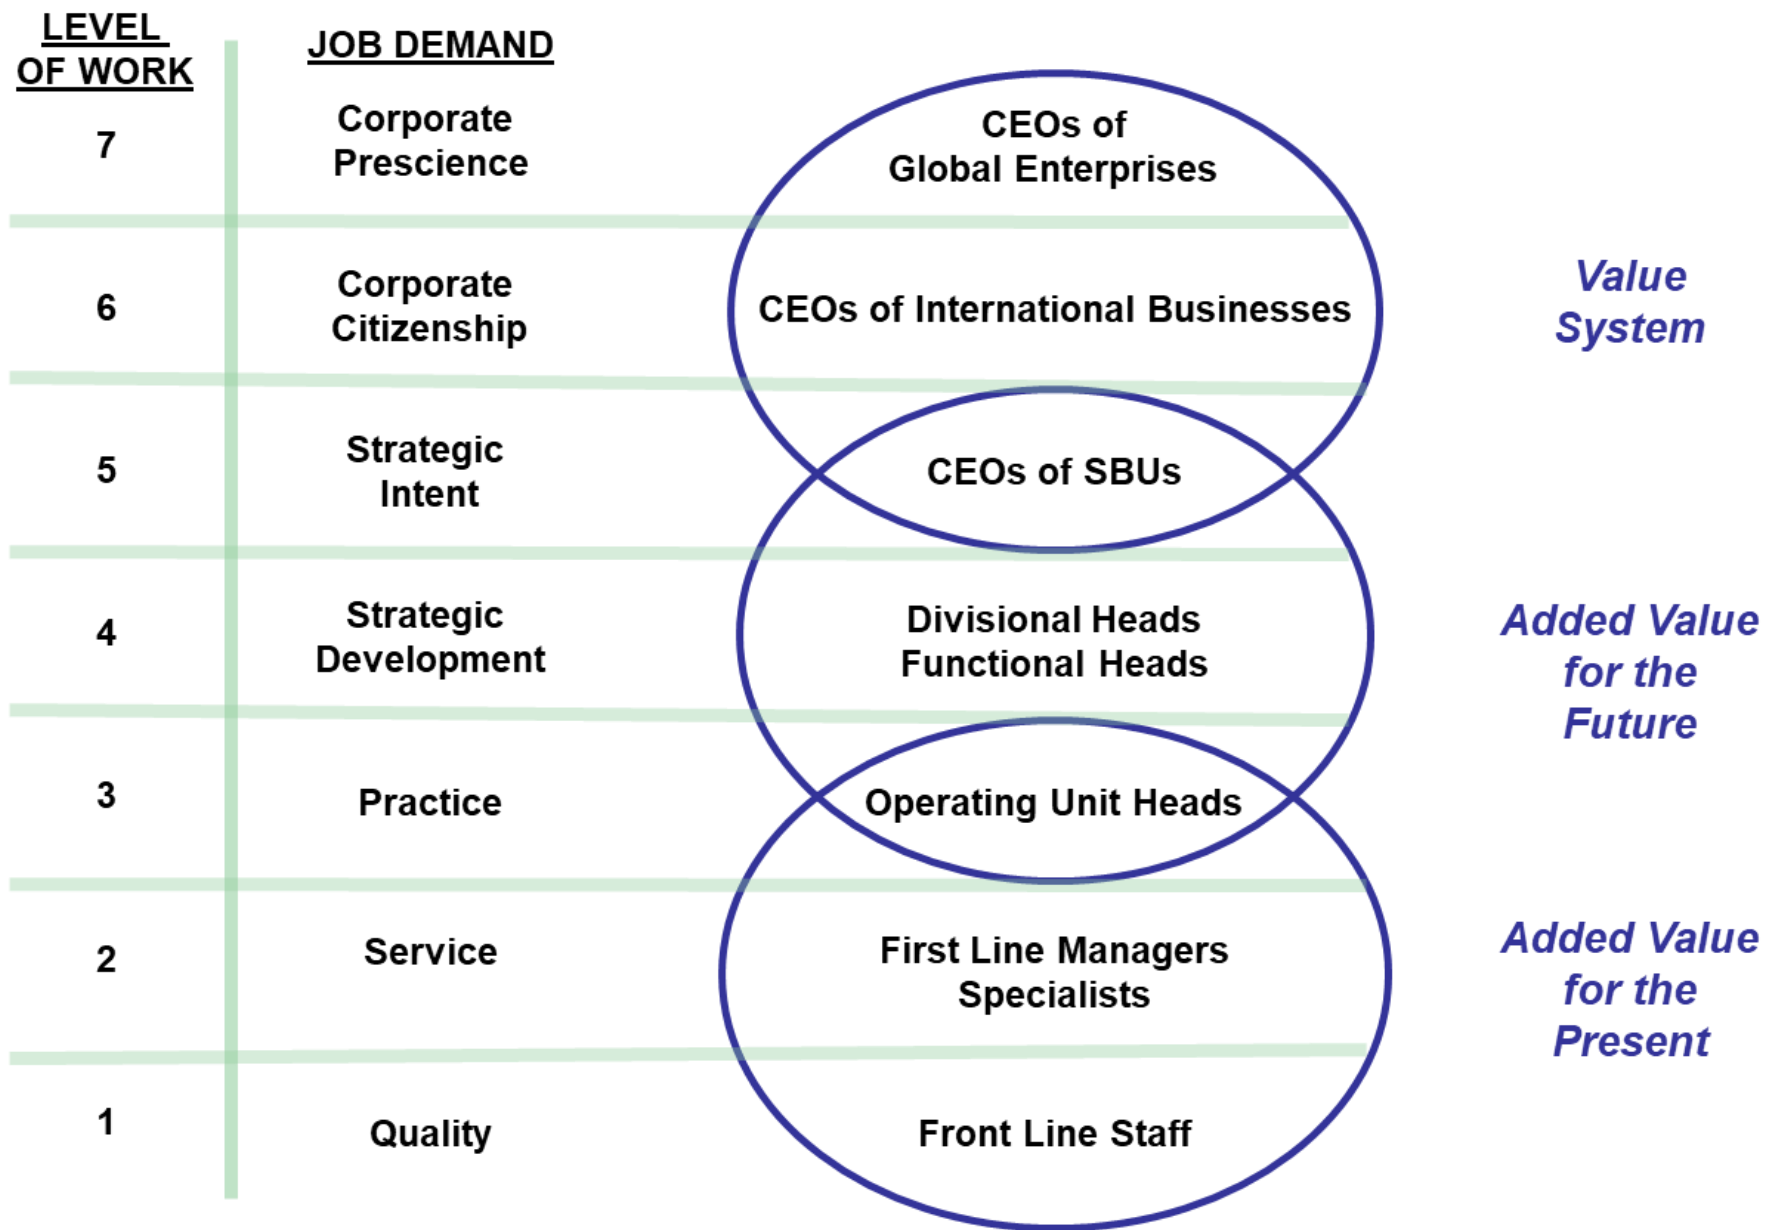 LEVEL
OF WORK
JOB DEMAND
7
Corporate
Prescience
CEOs of
Global Enterprises
6
Corporate
Citizenship
CEOs of International Businesses
Value
System
5
Strategic
Intent
CEOs of SBUs
4
Strategic
Development
Divisional Heads
Functional Heads
Added Value
for the
Future
3
Practice
Operating Unit Heads
2
Service
First Line Managers
Specialists
Added Value
for the
Present
1
Quality
Front Line Staff